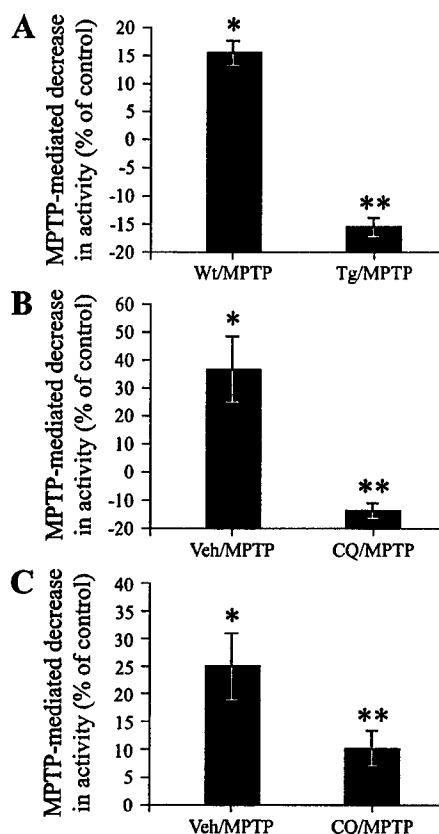 A
MPTP-mediated decrease
in activity (% of control)
20
15
10
5
0
-5
-10
-15
-20
*
**
Wt/MPTP
Tg/MPTP
B
MPTP-mediated decrease
in activity (% of control)
60
50
40
30
20
10
0
-10
-20
*
**
Veh/MPTP
CQ/MPTP
C
MPTP-mediated decrease
in activity (% of control)
40
35
30
25
20
15
10
5
0
*
**
Veh/MPTP
CQ/MPTP